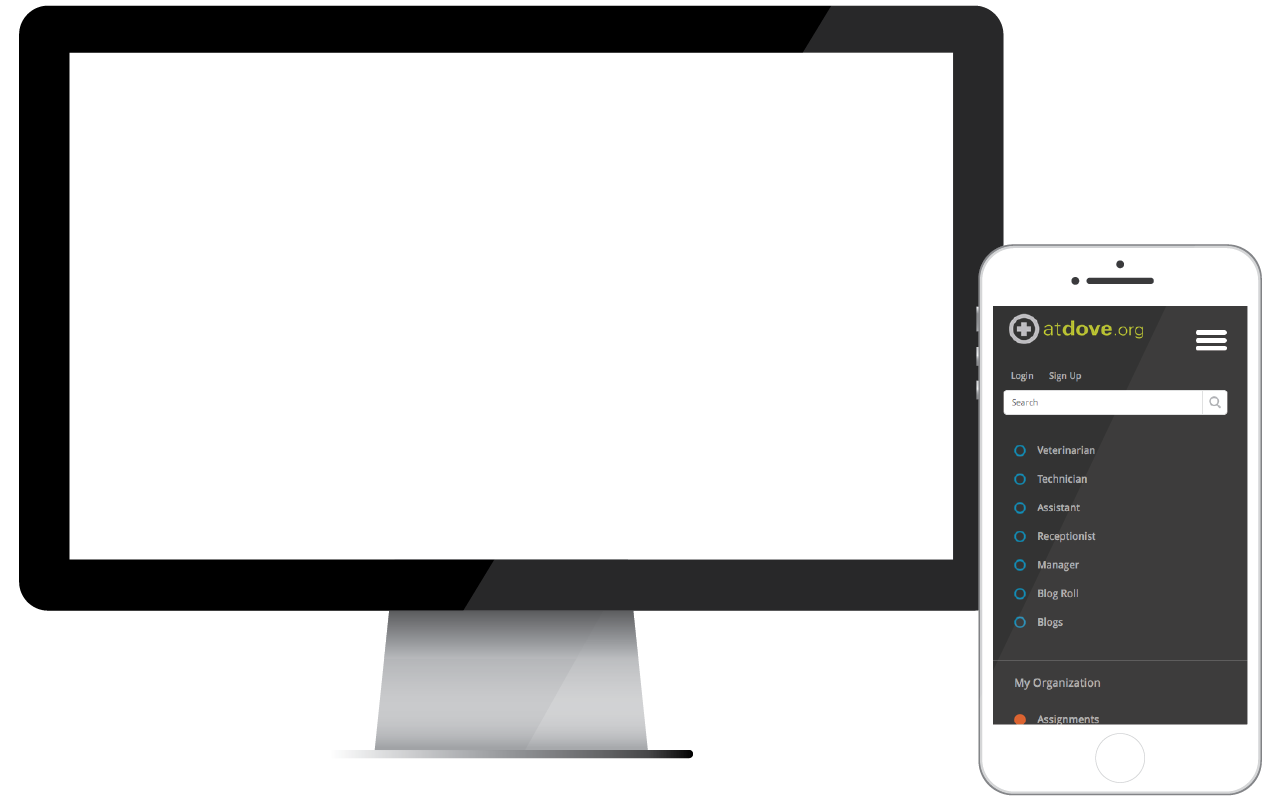 atdove.org
Login Sign Up
Search
Veterinarian
Technician
Assistant
Receptionist
Manager
Blog Roll
Blogs
My Organization
Assignments